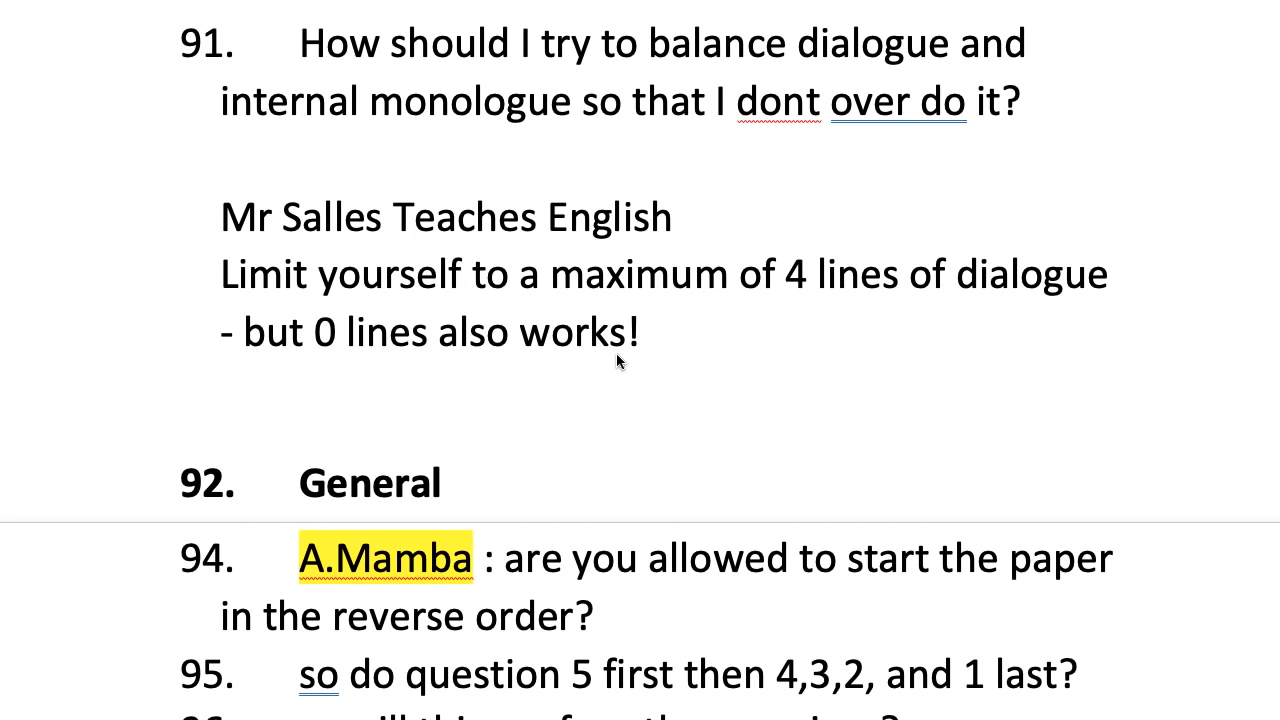 91. How should I try to balance dialogue and
internal monologue so that I dont over do it?
Mr Salles Teaches English
Limit yourself to a maximum of 4 lines of dialogue
- but 0 lines also works!
92. General
94. A.Mamba : are you allowed to start the paper
in the reverse order?
95. so do question 5 first then 4,3,2, and 1 last?